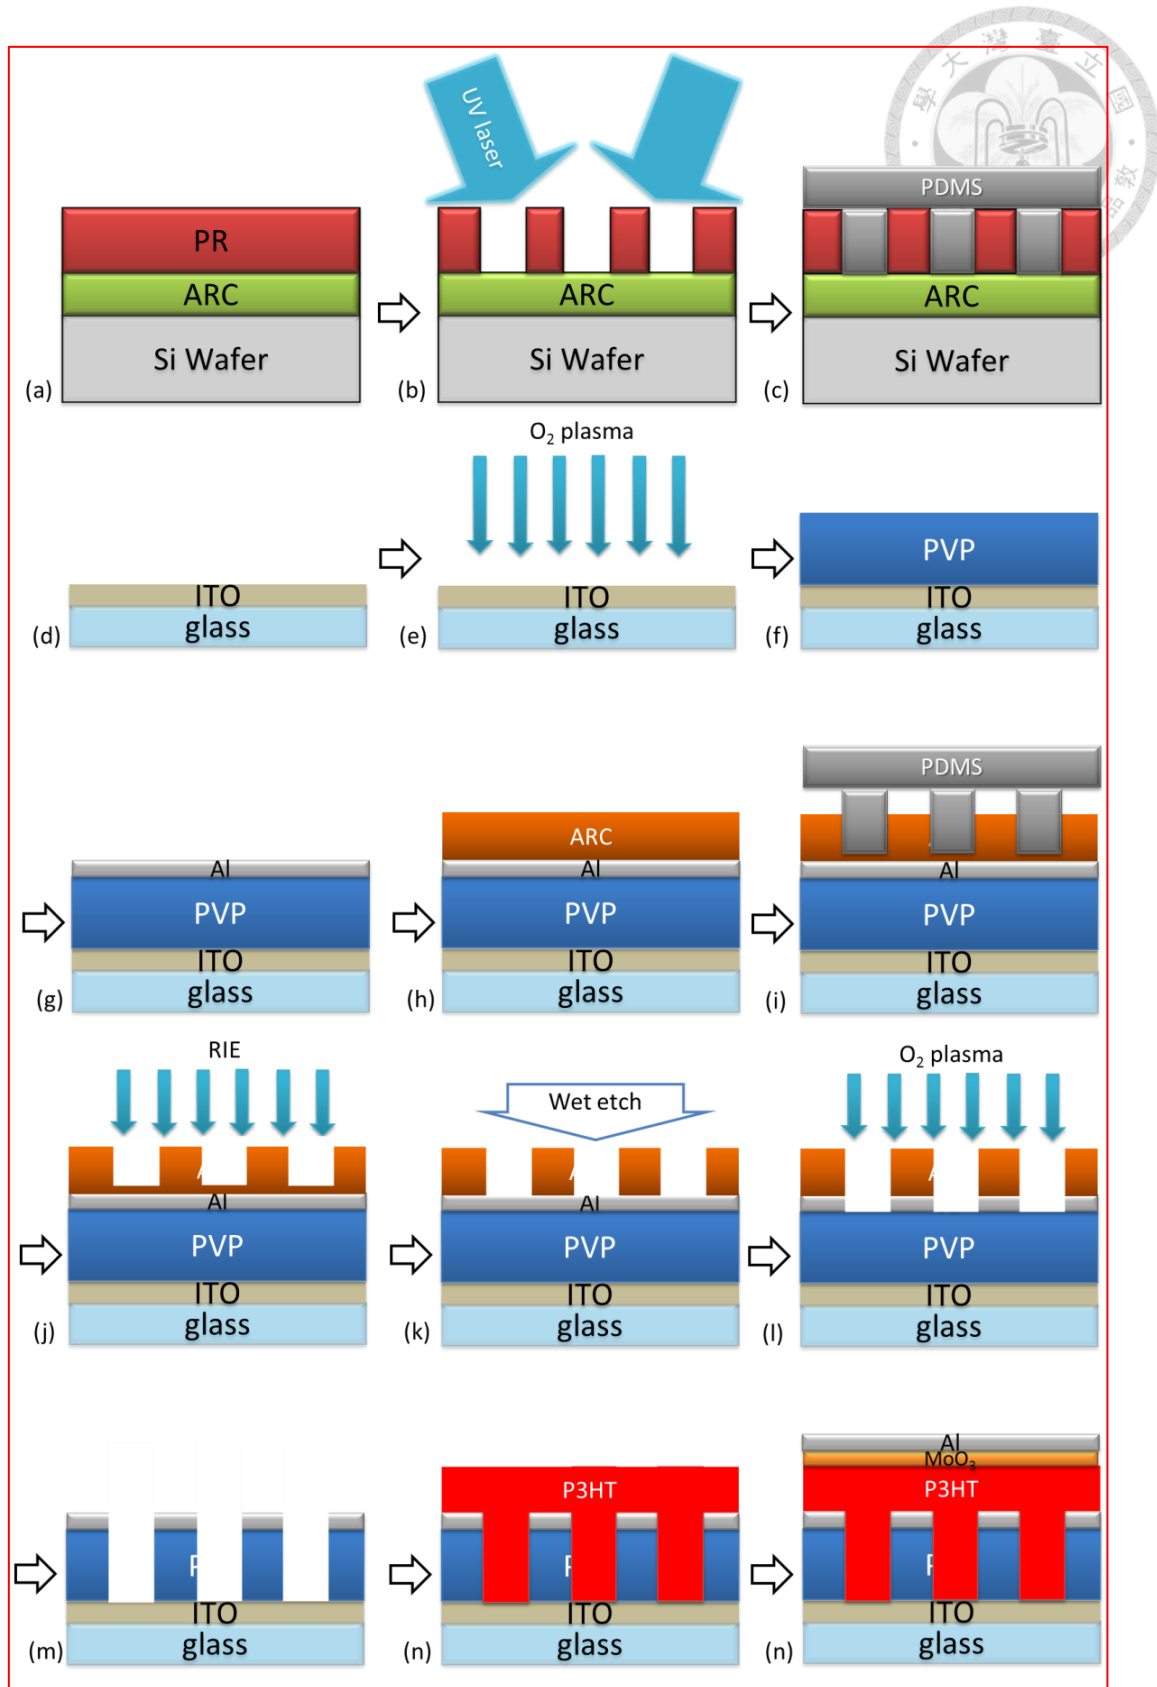 UV laser
PDMS
PR
ARC
ARC
ARC
Si Wafer
Si Wafer
Si Wafer
(a)
(b)
(c)
O₂ plasma
PVP
ITO
ITO
ITO
glass
glass
glass
(d)
(e)
(f)
PDMS
ARC
Al
Al
Al
PVP
PVP
PVP
ITO
ITO
ITO
glass
glass
glass
(g)
(h)
(i)
RIE
Wet etch
O₂ plasma
Al
Al
PVP
PVP
PVP
ITO
ITO
ITO
glass
glass
glass
(j)
(k)
(l)
Al
MoO₃
P3HT
P3HT
ITO
ITO
ITO
glass
glass
glass
(m)
(n)
(n)